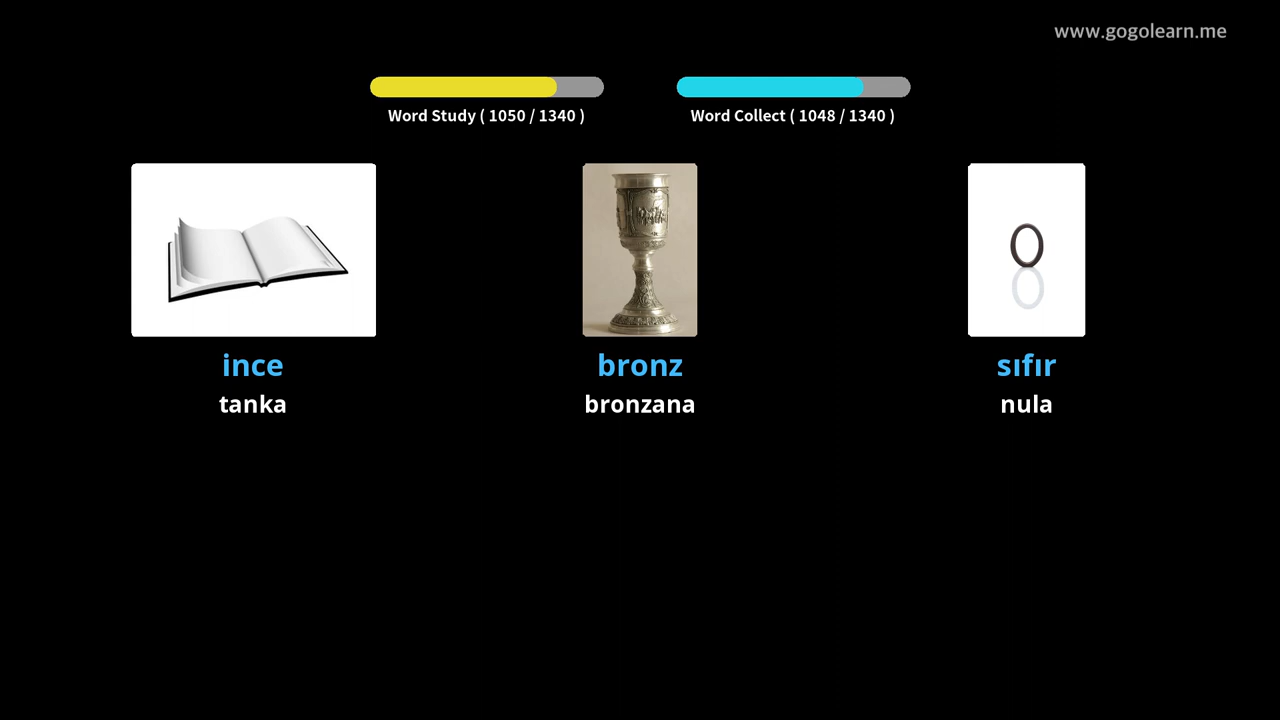 www.gogolearn.me
Word Study ( 1050 / 1340 )
Word Collect ( 1048 / 1340 )
ince
tanka
bronz
bronzana
sıfır
nula